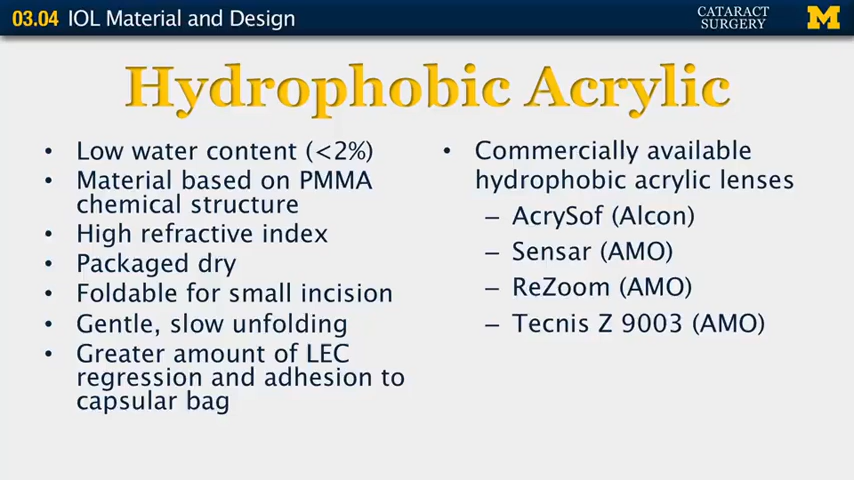 03.04 IOL Material and Design
CATARACT
SURGERY
M
Hydrophobic Acrylic
• Low water content (<2%)
• Material based on PMMA
chemical structure
• High refractive index
• Packaged dry
• Foldable for small incision
• Gentle, slow unfolding
• Greater amount of LEC
regression and adhesion to
capsular bag
• Commercially available
hydrophobic acrylic lenses
– AcrySof (Alcon)
– Sensar (AMO)
– ReZoom (AMO)
– Tecnis Z 9003 (AMO)